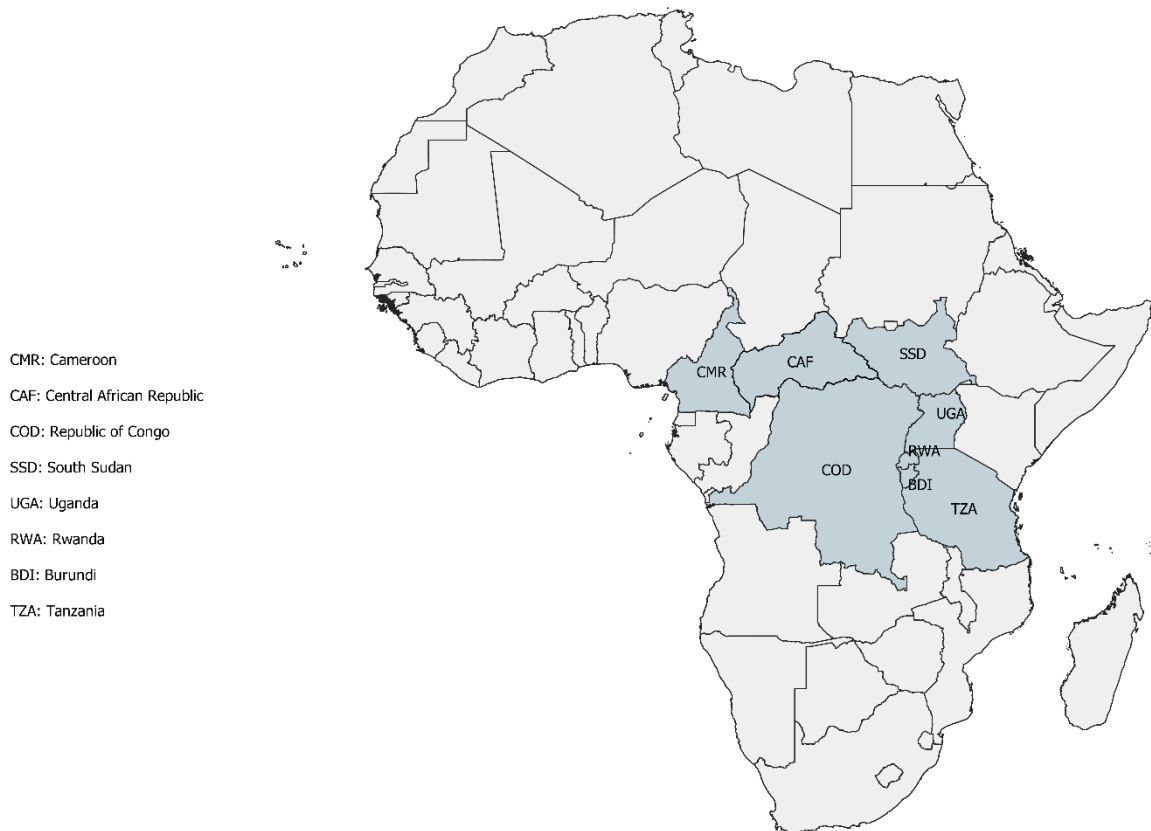 CMR: Cameroon
CAF: Central African Republic
COD: Republic of Congo
SSD: South Sudan
UGA: Uganda
RWA: Rwanda
BDI: Burundi
TZA: Tanzania
CMR
CAF
SSD
UGA
RWA
COD
BDI
TZA